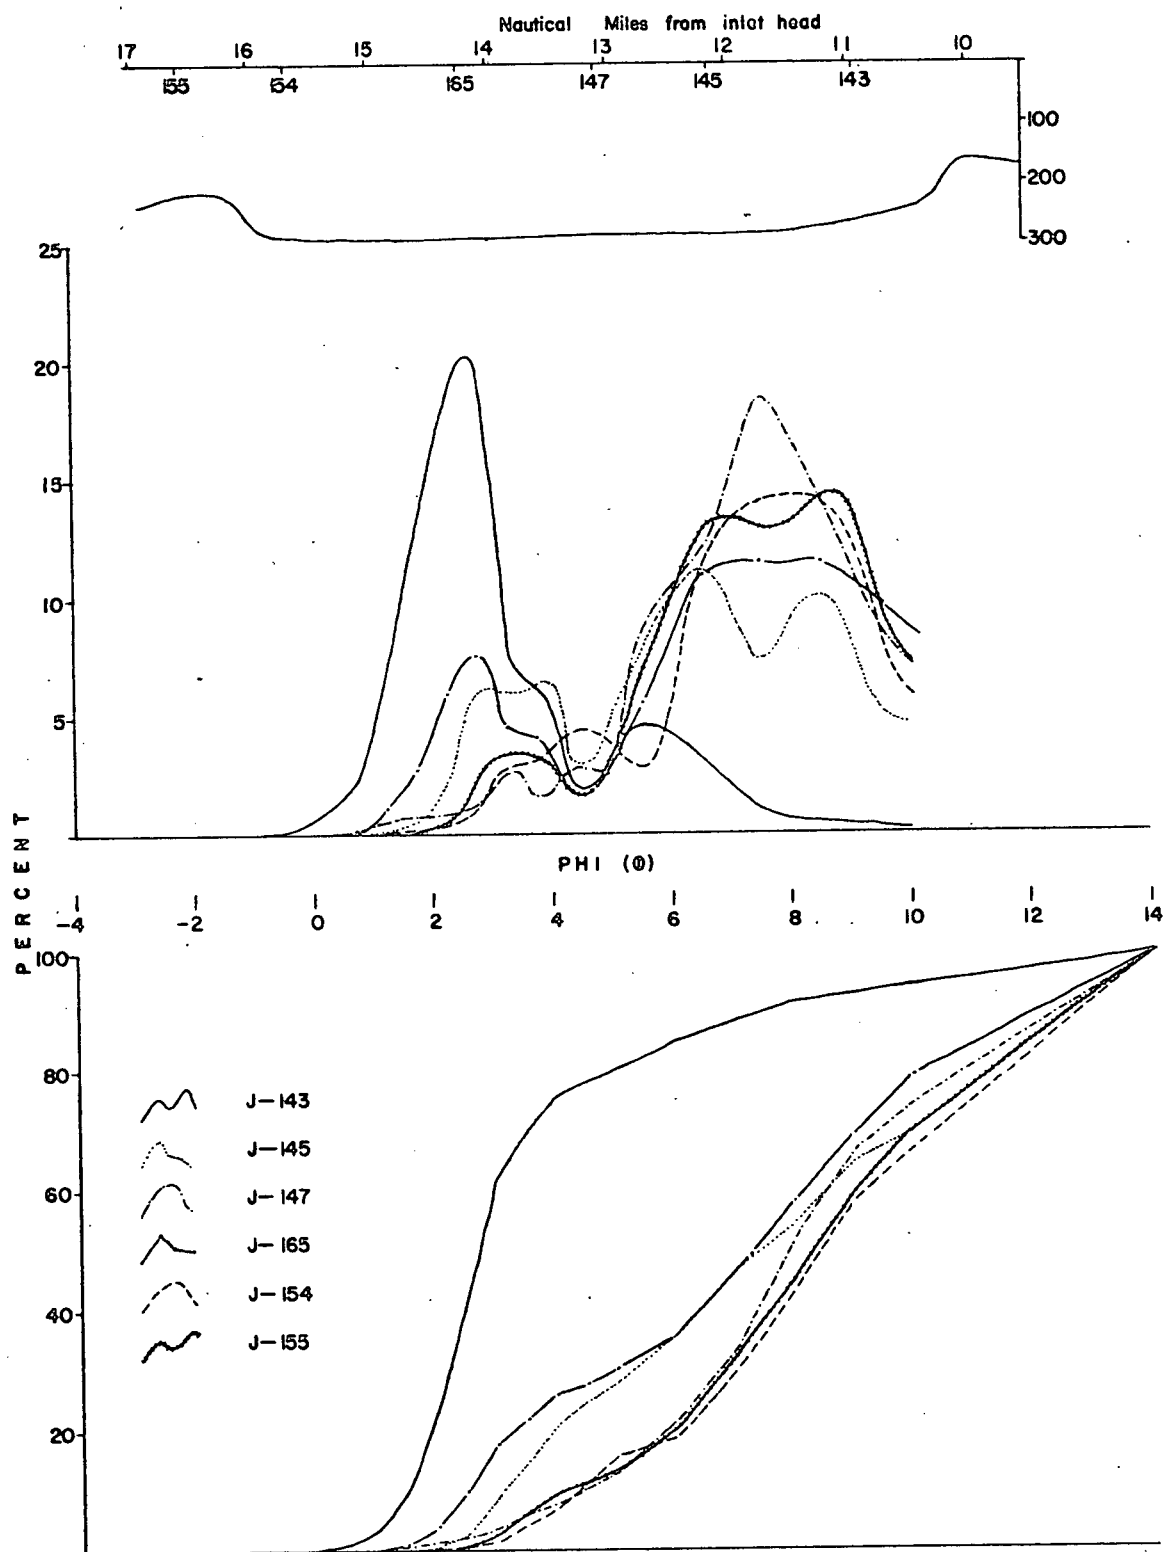 Nautical Miles from inlet head
17 16 15 14 13 12 11 10
155 154 165 147 145 143
100
200
300
25
20
15
10
5
PERCENT
PHI (Φ)
-4 -2 0 2 4 6 8 10 12 14
100
80
60
40
20
J-143
J-145
J-147
J-165
J-154
J-155